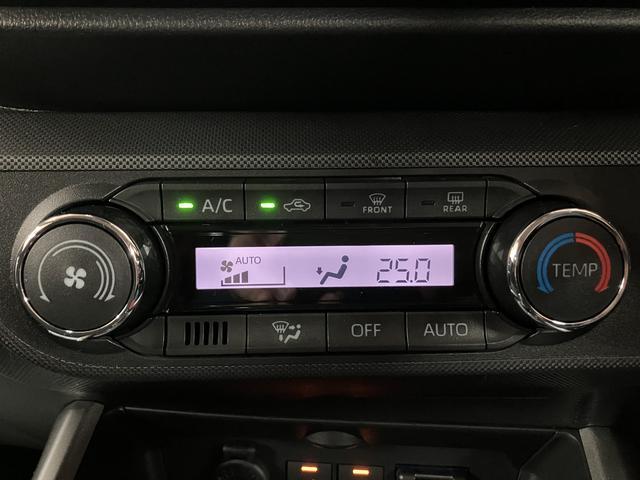 A/C
FRONT
REAR
AUTO
25.0
TEMP
OFF
AUTO